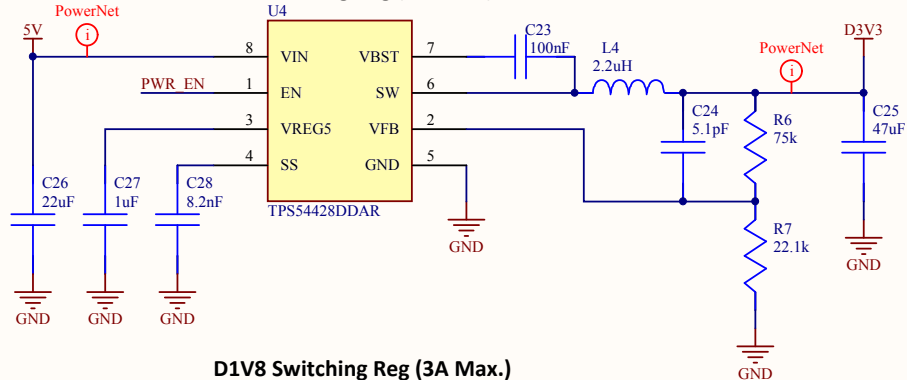 U4
PowerNet
5V
i
8 VIN VBST 7
C23
100nF
L4
2.2uH
PowerNet
i
D3V3
PWR_EN 1 EN SW 6
3 VREG5 VFB 2
4 SS GND 5
TPS54428DDAR
C24
5.1pF
R6
75k
C25
47uF
C26
22uF
C27
1uF
C28
8.2nF
R7
22.1k
GND
GND
GND
GND
GND
GND
D1V8 Switching Reg (3A Max.)